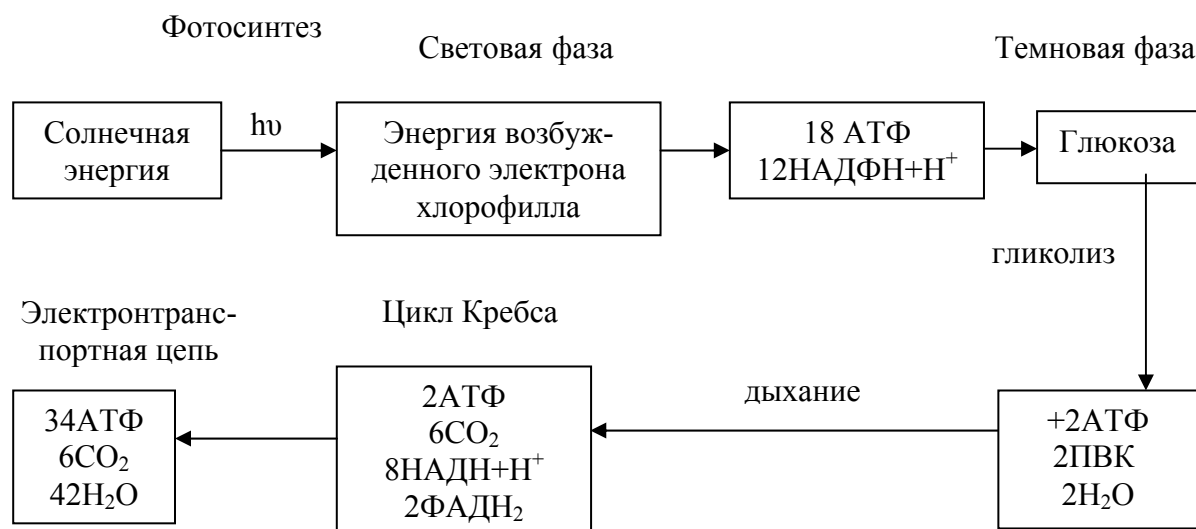 Фотосинтез
Световая фаза
Темновая фаза
Солнечная
энергия
hυ
Энергия возбуж-
денного электрона
хлорофилла
18 АТФ
12НАДФН+Н⁺
Глюкоза
гликолиз
Электронтранс-
портная цепь
Цикл Кребса
34АТФ
6СО₂
42Н₂О
2АТФ
6СО₂
8НАДН+Н⁺
2ФАДН₂
дыхание
+2АТФ
2ПВК
2Н₂О